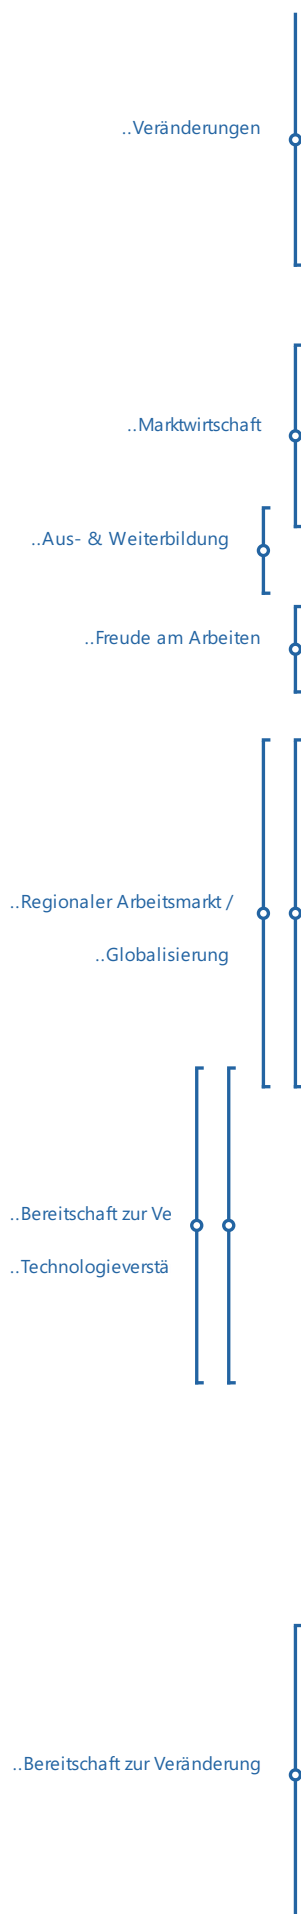 ..Veränderungen
..Marktwirtschaft
..Aus- & Weiterbildung
..Freude am Arbeiten
..Regionaler Arbeitsmarkt /
..Globalisierung
..Bereitschaft zur Ve
..Technologieverstä
..Bereitschaft zur Veränderung